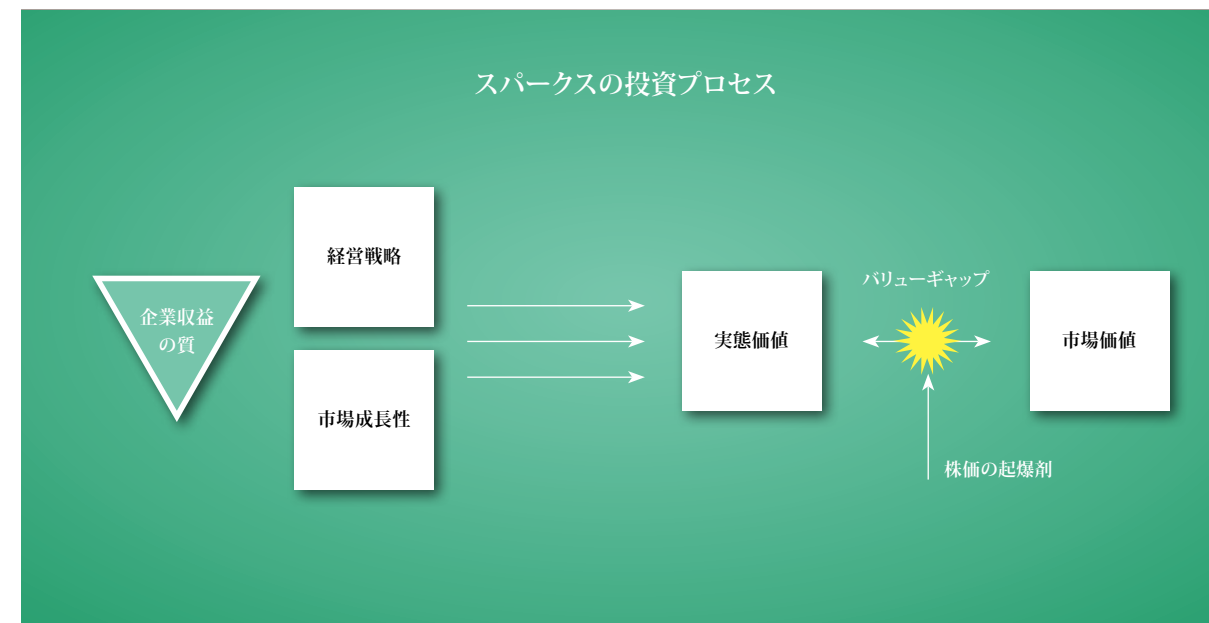 スパークスの投資プロセス
企業収益
の質
経営戦略
市場成長性
実態価値
バリューギャップ
株価の起爆剤
市場価値